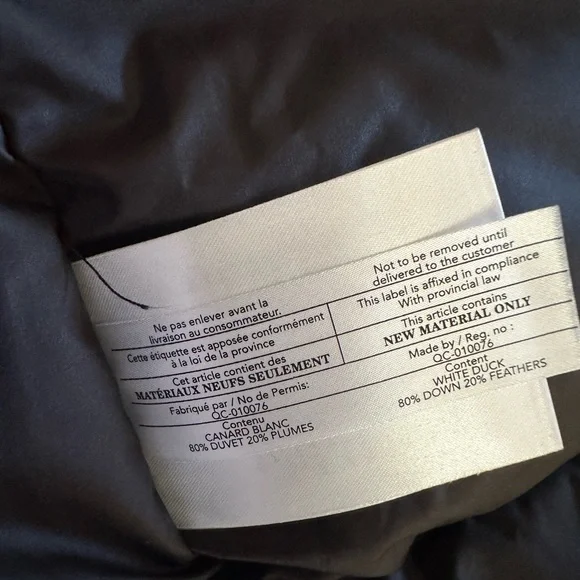 Ne pas enlever avant la
livraison au consommateur.
Cette étiquette est apposée conformément
à la loi de la province
Cet article contient des
MATÉRIAUX NEUFS SEULEMENT
Fabriqué par / No de Permis:
QC-010076
Contenu
CANARD BLANC
80% DUVET 20% PLUMES
Not to be removed until
delivered to the customer
This label is affixed in compliance
With provincial law
This article contains
NEW MATERIAL ONLY
Made by / Reg. no :
QC-010076
Content
WHITE DUCK
80% DOWN 20% FEATHERS